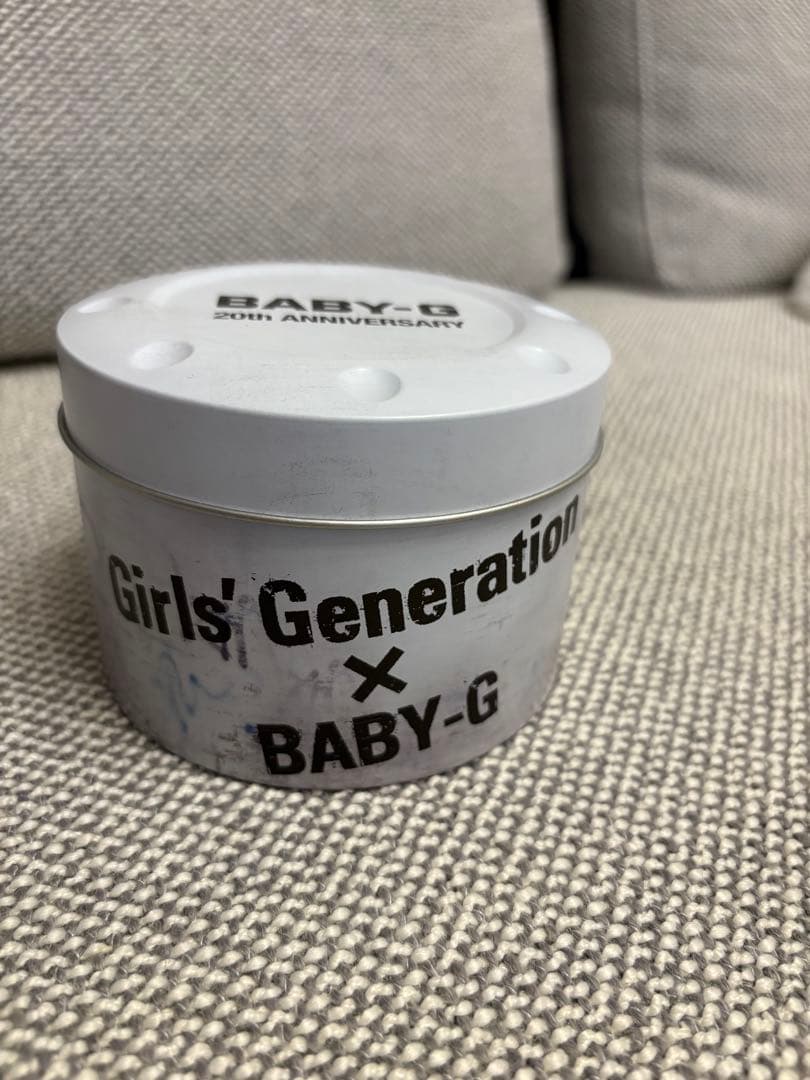 BABY-G
20th ANNIVERSARY
Girls' Generation
×
BABY-G